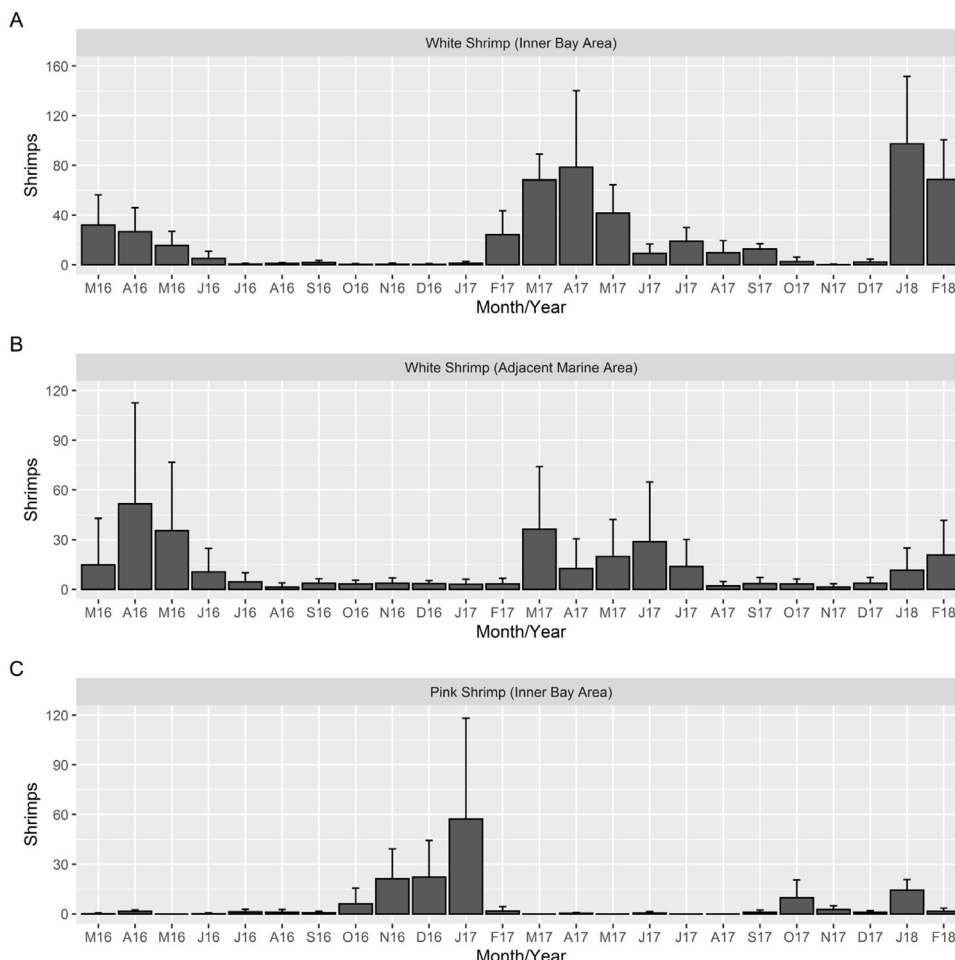 A
White Shrimp (Inner Bay Area)
160
120
80
40
0
Shrimps
M16 A16 M16 J16 J16 A16 S16 O16 N16 D16 J17 F17 M17 A17 M17 J17 J17 A17 S17 O17 N17 D17 J18 F18
Month/Year
B
White Shrimp (Adjacent Marine Area)
120
90
60
30
0
Shrimps
M16 A16 M16 J16 J16 A16 S16 O16 N16 D16 J17 F17 M17 A17 M17 J17 J17 A17 S17 O17 N17 D17 J18 F18
Month/Year
C
Pink Shrimp (Inner Bay Area)
120
90
60
30
0
Shrimps
M16 A16 M16 J16 J16 A16 S16 O16 N16 D16 J17 F17 M17 A17 M17 J17 J17 A17 S17 O17 N17 D17 J18 F18
Month/Year